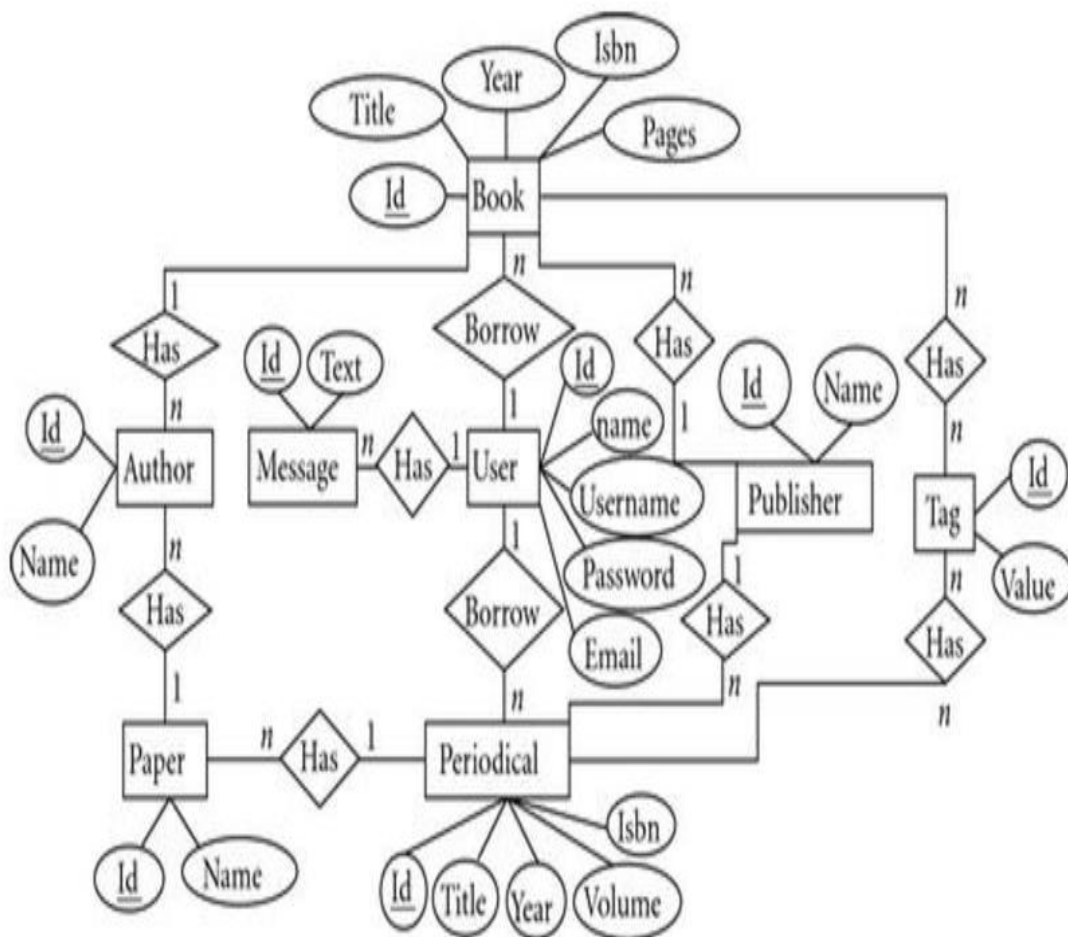 Isbn
Year
Title
Pages
Id
Book
1
n
n
n
Has
Borrow
Has
Has
Id
Text
Id
Id
Name
n
1
1
n
name
Id
Author
Message
n
Has
1
User
Username
Publisher
Tag
Id
Name
n
1
Password
1
n
Value
Has
Borrow
Has
Has
Email
1
n
n
n
Paper
n
Has
1
Periodical
Id
Name
Isbn
Id
Title
Year
Volume